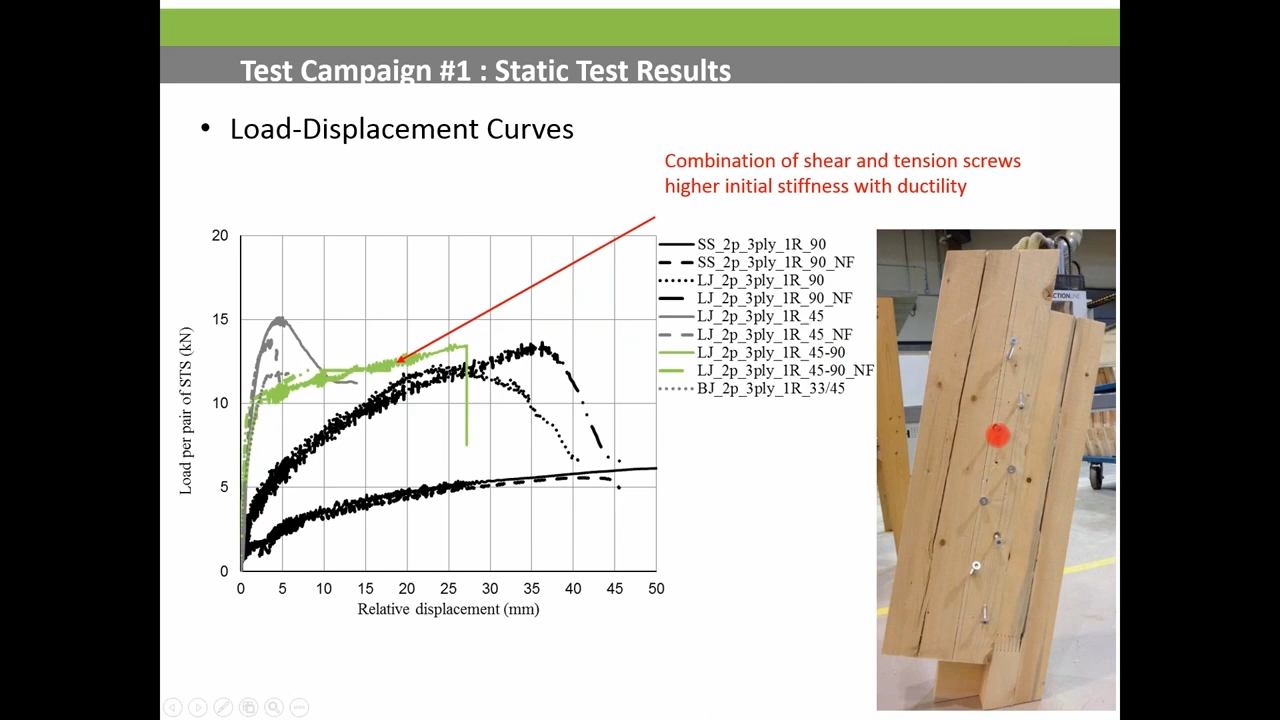 Test Campaign #1 : Static Test Results
• Load-Displacement Curves
Combination of shear and tension screws
higher initial stiffness with ductility
20
15
10
5
0
Load per pair of STS (kN)
0 5 10 15 20 25 30 35 40 45 50
Relative displacement (mm)
SS_2p_3ply_1R_90
SS_2p_3ply_1R_90_NF
LJ_2p_3ply_1R_90
LJ_2p_3ply_1R_90_NF
LJ_2p_3ply_1R_45
LJ_2p_3ply_1R_45_NF
LJ_2p_3ply_1R_45-90
LJ_2p_3ply_1R_45-90_NF
BJ_2p_3ply_1R_33/45